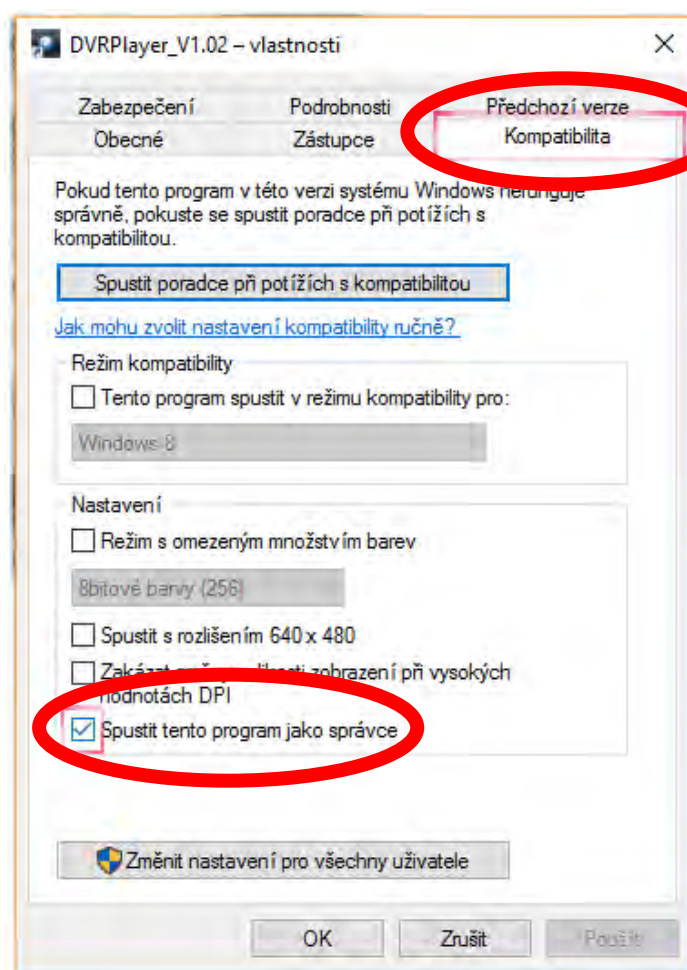 DVRPlayer_V1.02 – vlastnosti
Zabezpečení Podrobnosti Předchozí verze
Obecné Zástupce Kompatibilita
Pokud tento program v této verzi systému Windows nefunguje
správně, pokuste se spustit poradce při potížích s
kompatibilitou.
Spustit poradce při potížích s kompatibilitou
Jak mohu zvolit nastavení kompatibility ručně?
Režim kompatibility
Tento program spustit v režimu kompatibility pro:
Windows 8
Nastavení
Režim s omezeným množstvím barev
8bitové barvy (256)
Spustit s rozlišením 640 x 480
Zakázat velikosti zobrazení při vysokých
hodnotách DPI
Spustit tento program jako správce
Změnit nastavení pro všechny uživatele
OK Zrušit Použít